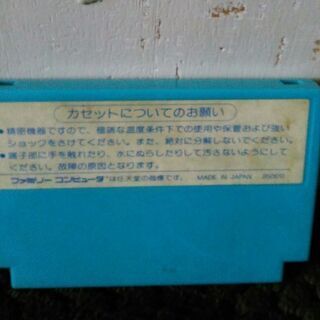 カセットについてのお願い
●精密機器ですので、極端な温度条件下での使用や保管および強い
ショックをさけてください。また、絶対に分解しないでください。
●端子部に手を触れたり、水にぬらしたりして汚さないようにして
ください。故障の原因となります。
ファミリー コンピュータは任天堂の商標です。 MADE IN JAPAN